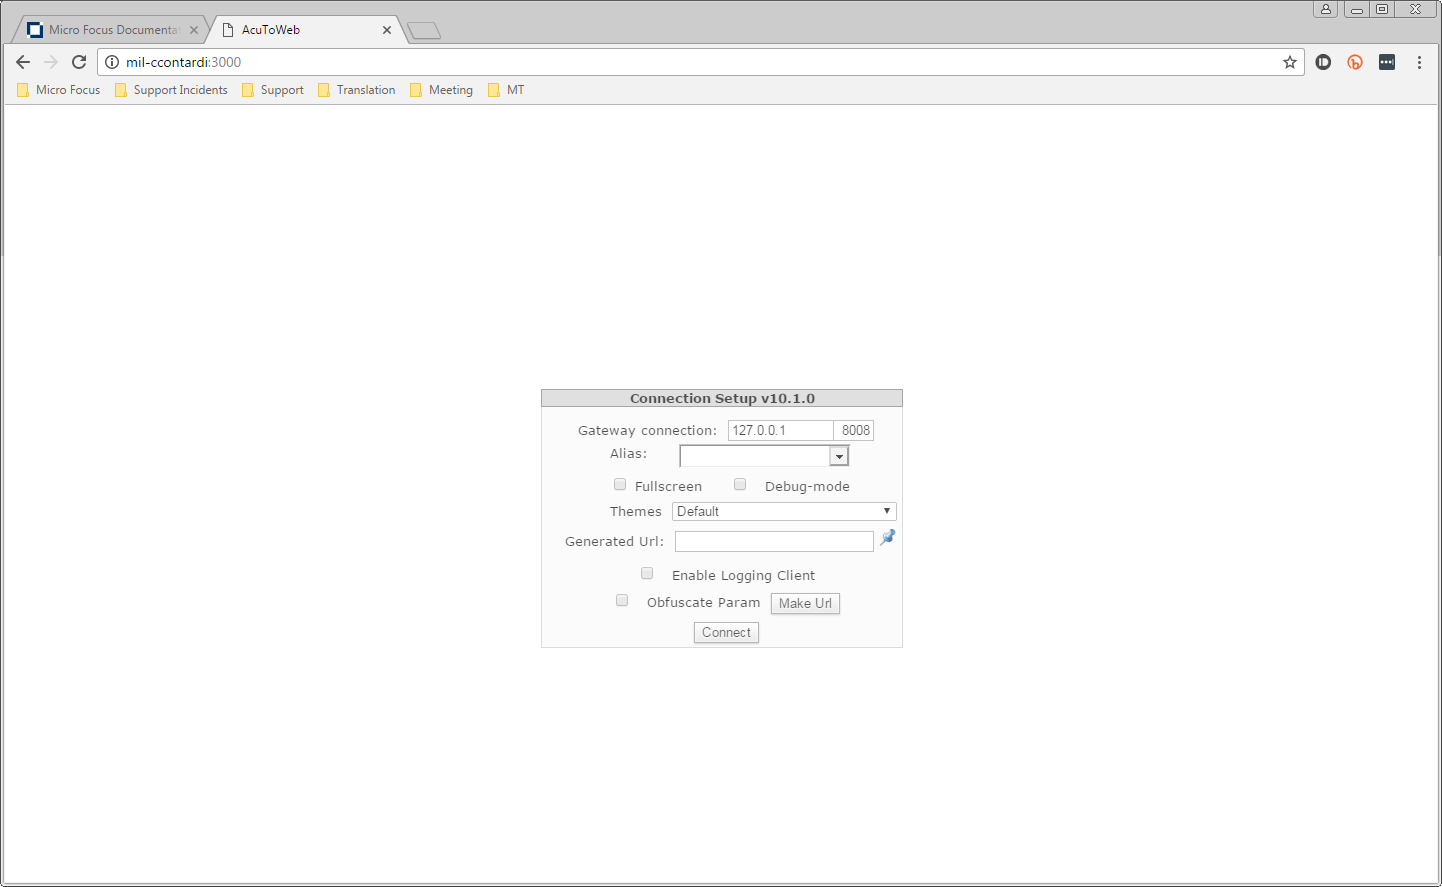 Micro Focus Documenta
AcuToWeb
mil-ccontardi:3000
Micro Focus Support Incidents Support Translation Meeting MT
Connection Setup v10.1.0
Gateway connection: 127.0.0.1 8008
Alias:
Fullscreen Debug-mode
Themes Default
Generated Url:
Enable Logging Client
Obfuscate Param Make Url
Connect